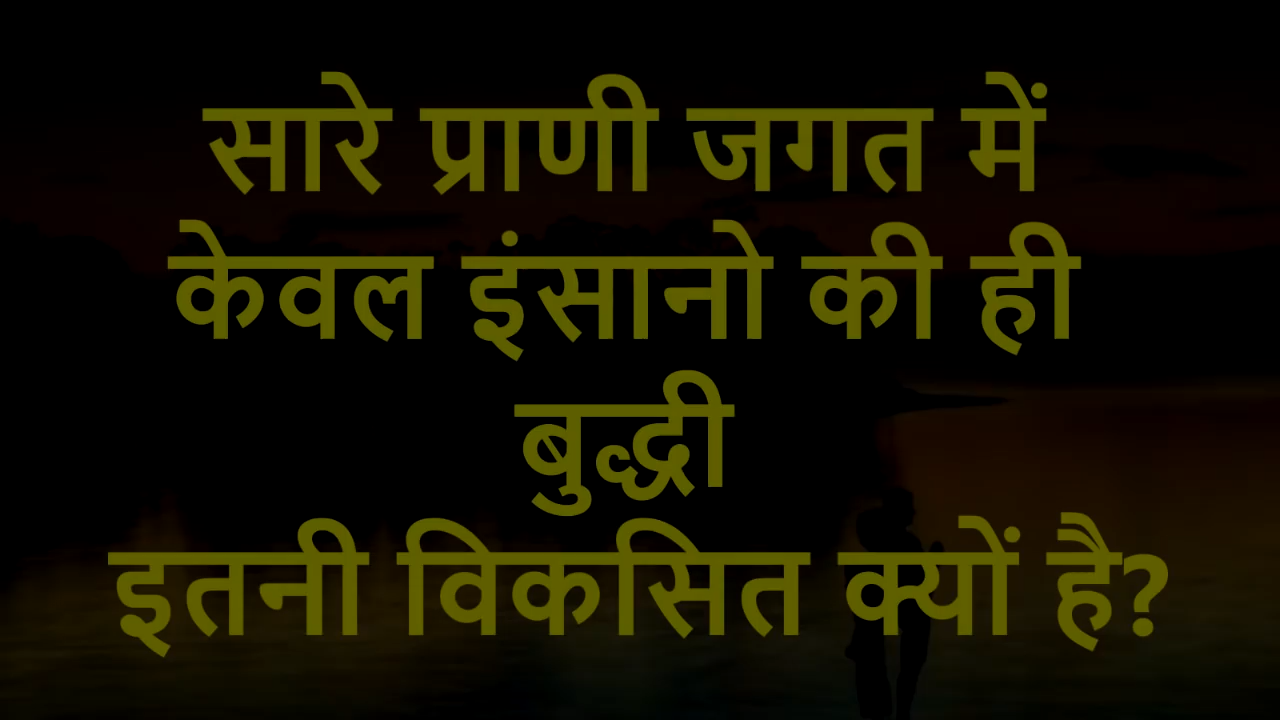 सारे प्राणी जगत में
केवल इंसानो की ही
बुद्धी
इतनी विकसित क्यों है?